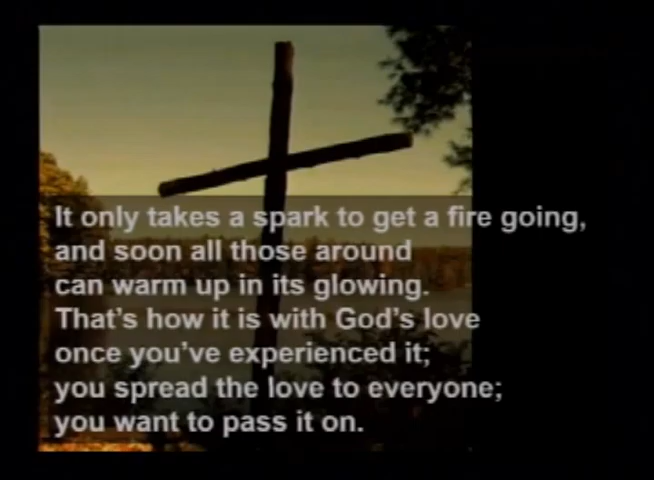 It only takes a spark to get a fire going,
and soon all those around
can warm up in its glowing.
That's how it is with God's love
once you've experienced it;
you spread the love to everyone;
you want to pass it on.